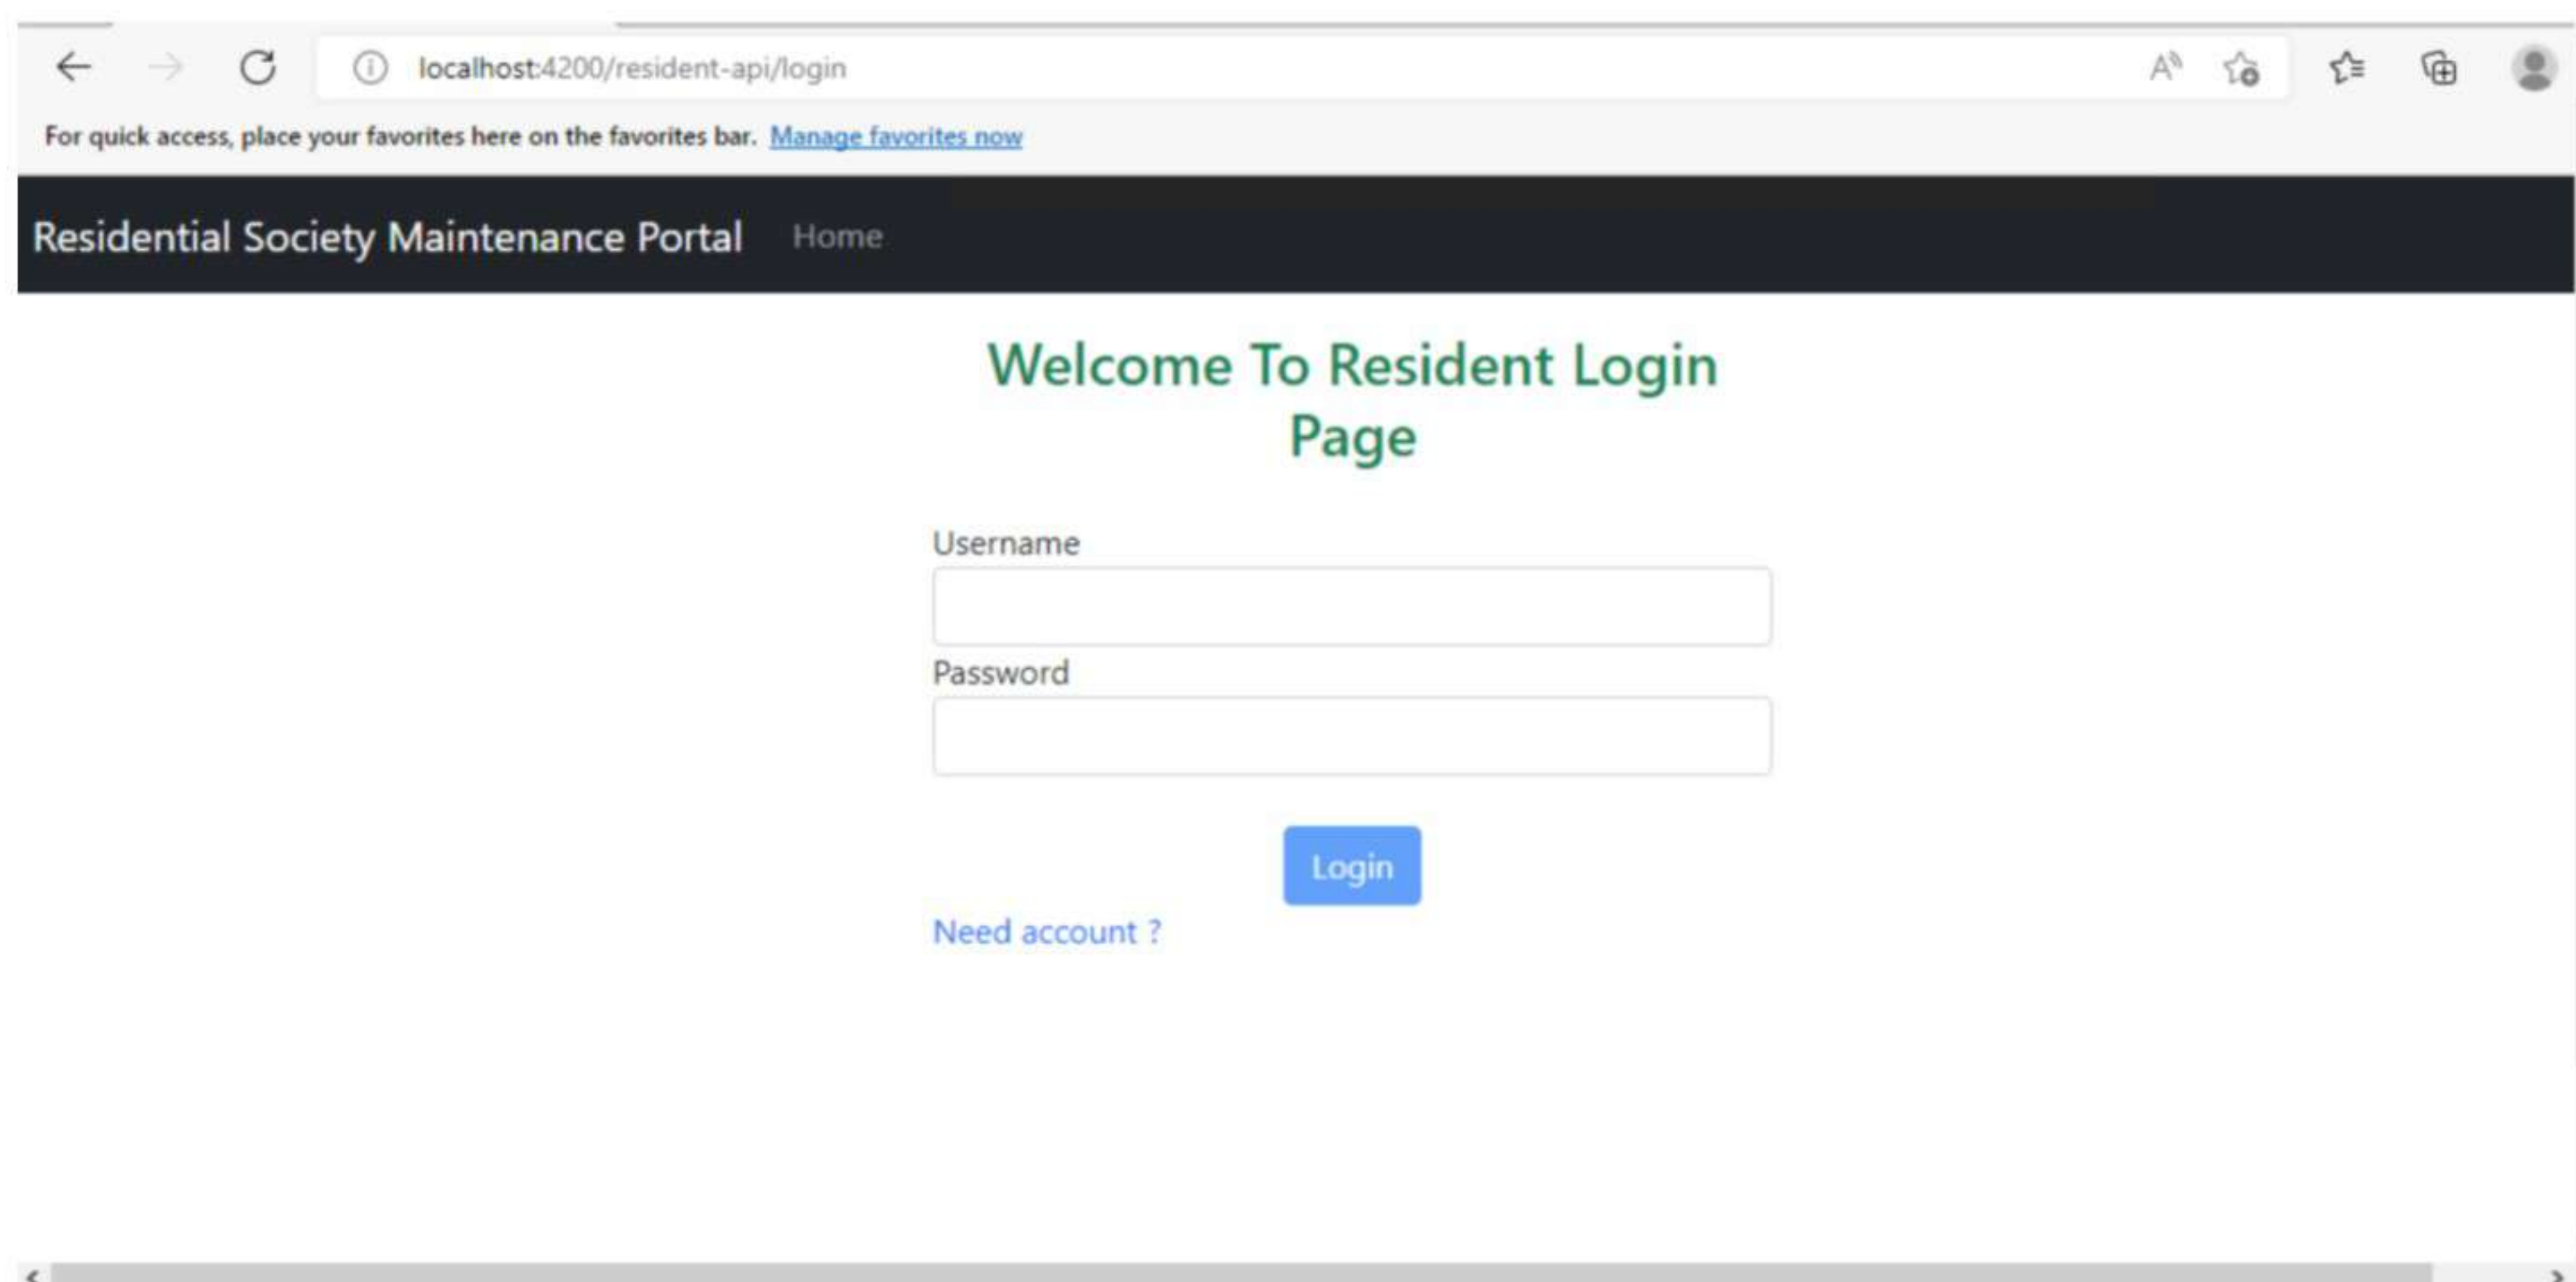 localhost:4200/resident-api/login
For quick access, place your favorites here on the favorites bar. Manage favorites now
Residential Society Maintenance Portal Home
Welcome To Resident Login
Page
Username
Password
Login
Need account ?